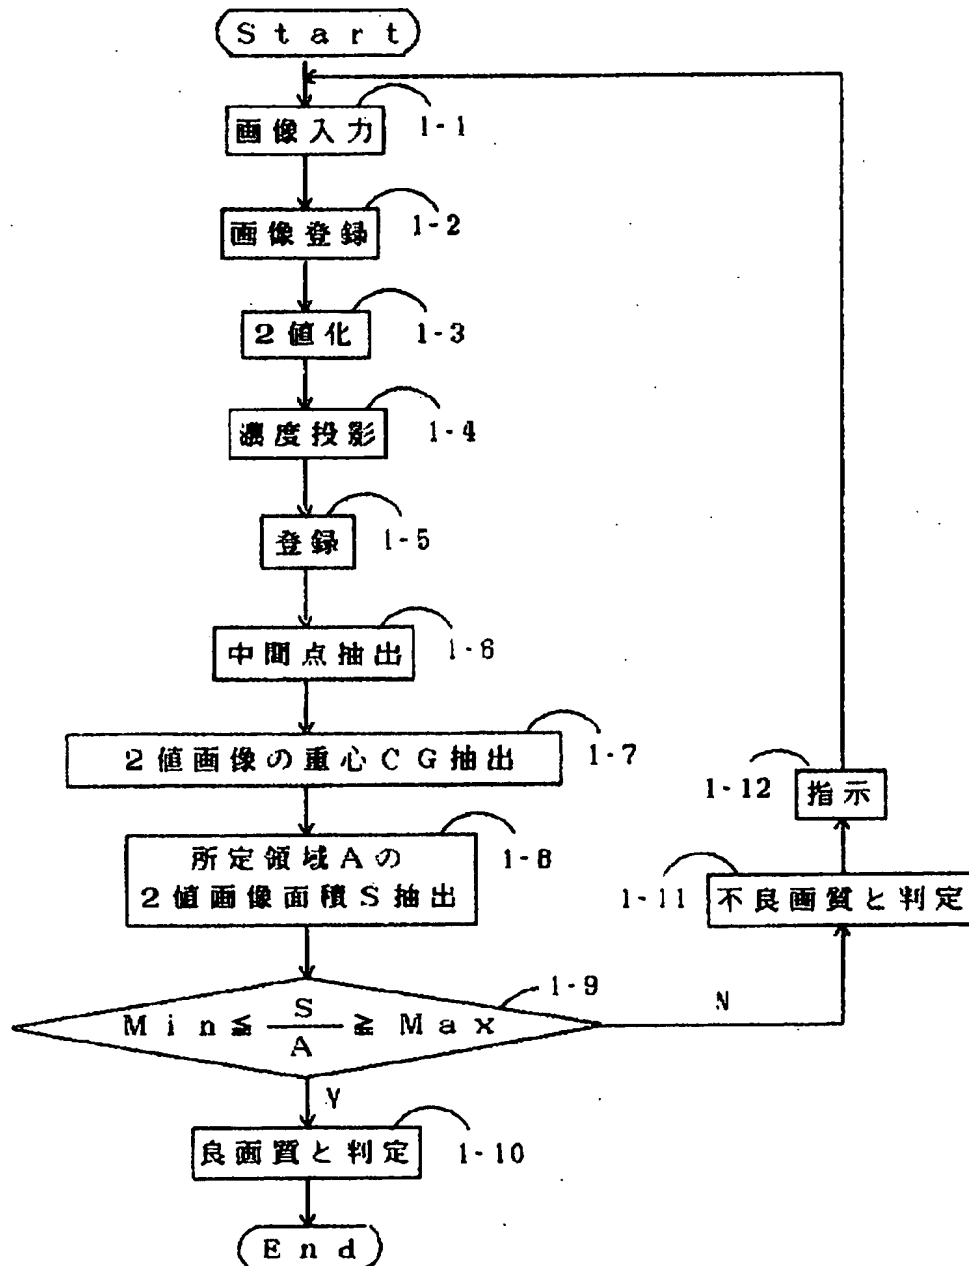 Start
画像入力 1-1
画像登録 1-2
2値化 1-3
濃度投影 1-4
登録 1-5
中間点抽出 1-6
2値画像の重心CG抽出 1-7
所定領域Aの 1-8
2値画像面積S抽出
Min≦ S/A ≧Max 1-9
N
Y
良画質と判定 1-10
1-11 不良画質と判定
1-12 指示
End